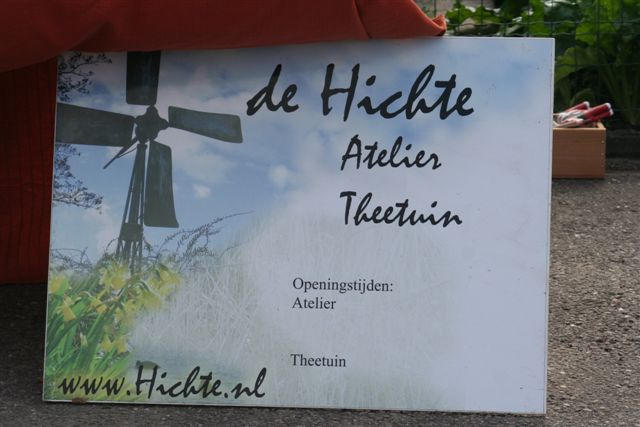 de Hichte
Atelier
Theetuin
Openingstijden:
Atelier
Theetuin
www.Hichte.nl